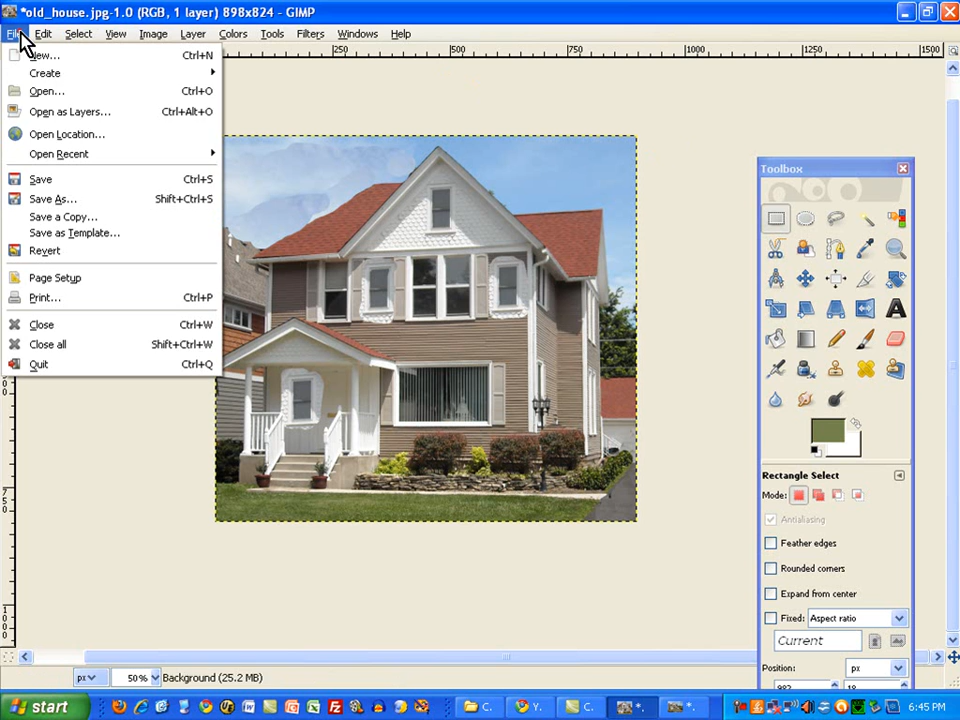 *old_house.jpg-1.0 (RGB, 1 layer) 898x824 - GIMP
File Edit Select View Image Layer Colors Tools Filters Windows Help
250 500 750 1000 1500
New... Ctrl+N
Create
Open... Ctrl+O
Open as Layers... Ctrl+Alt+O
Open Location...
Open Recent
Save Ctrl+S
Save As... Shift+Ctrl+S
Save a Copy...
Save as Template...
Revert
Page Setup
Print... Ctrl+P
Close Ctrl+W
Close all Shift+Ctrl+W
Quit Ctrl+Q
Toolbox
Rectangle Select
Mode:
Antialiasing
Feather edges
Rounded corners
Expand from center
Fixed: Aspect ratio
Current
Position: px
px 50% Background (25.2 MB)
start C. Y. C. *. *. 6:45 PM